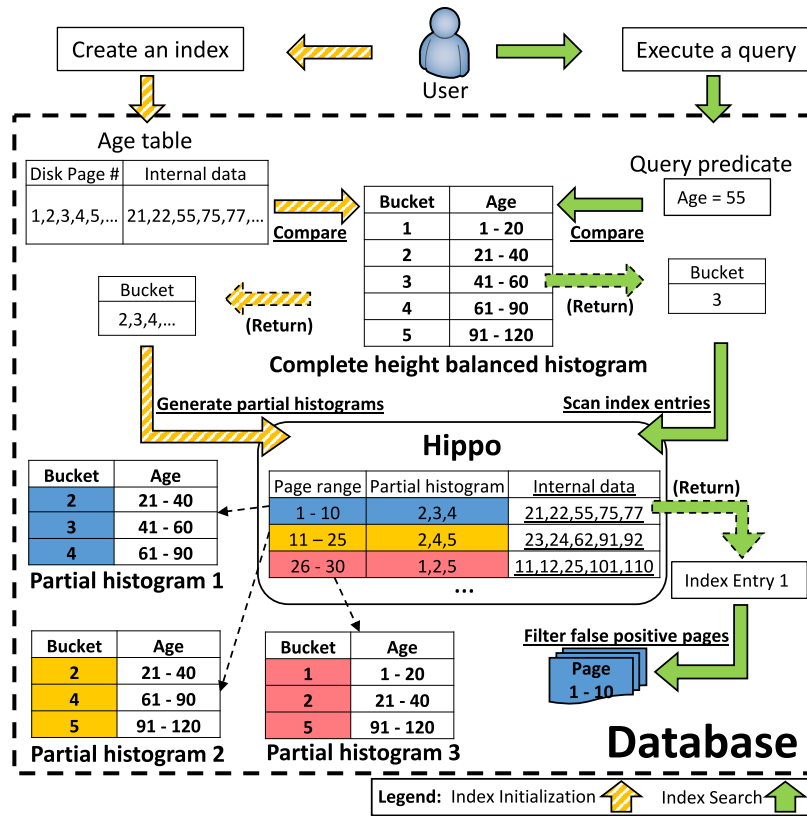 Create an index
User
Execute a query
Age table
Disk Page # Internal data
1,2,3,4,5,... 21,22,55,75,77,...
Compare
Bucket Age
1 1 - 20
2 21 - 40
3 41 - 60
4 61 - 90
5 91 - 120
Complete height balanced histogram
Query predicate
Age = 55
Compare
Bucket
2,3,4,...
(Return)
(Return)
Bucket
3
Generate partial histograms
Scan index entries
Hippo
Page range Partial histogram Internal data
1 - 10 2,3,4 21,22,55,75,77
11 – 25 2,4,5 23,24,62,91,92
26 - 30 1,2,5 11,12,25,101,110
...
(Return)
Index Entry 1
Bucket Age
2 21 - 40
3 41 - 60
4 61 - 90
Partial histogram 1
Bucket Age
2 21 - 40
4 61 - 90
5 91 - 120
Partial histogram 2
Bucket Age
1 1 - 20
2 21 - 40
5 91 - 120
Partial histogram 3
Filter false positive pages
Page
1 - 10
Database
Legend: Index Initialization Index Search